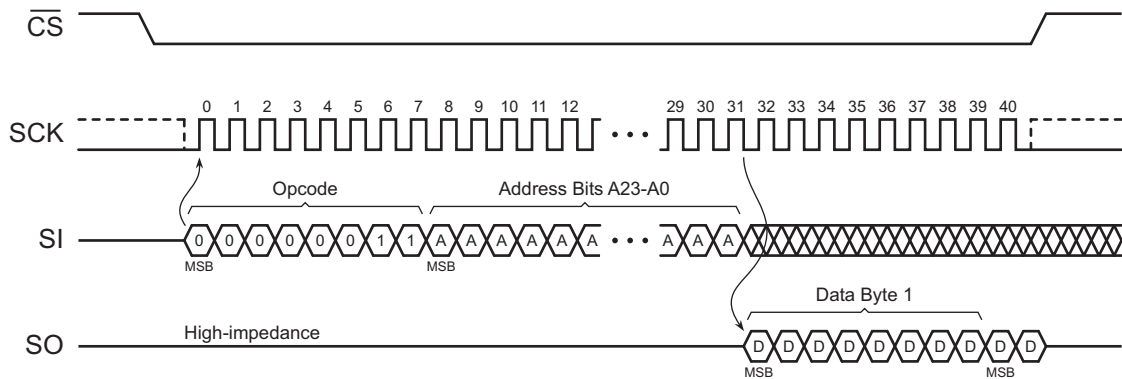 CS
0 1 2 3 4 5 6 7 8 9 10 11 12 29 30 31 32 33 34 35 36 37 38 39 40
SCK
Opcode Address Bits A23-A0
SI 0 0 0 0 0 0 1 1 A A A A A A A A A
MSB MSB
Data Byte 1
High-impedance
SO D D D D D D D D D D
MSB MSB